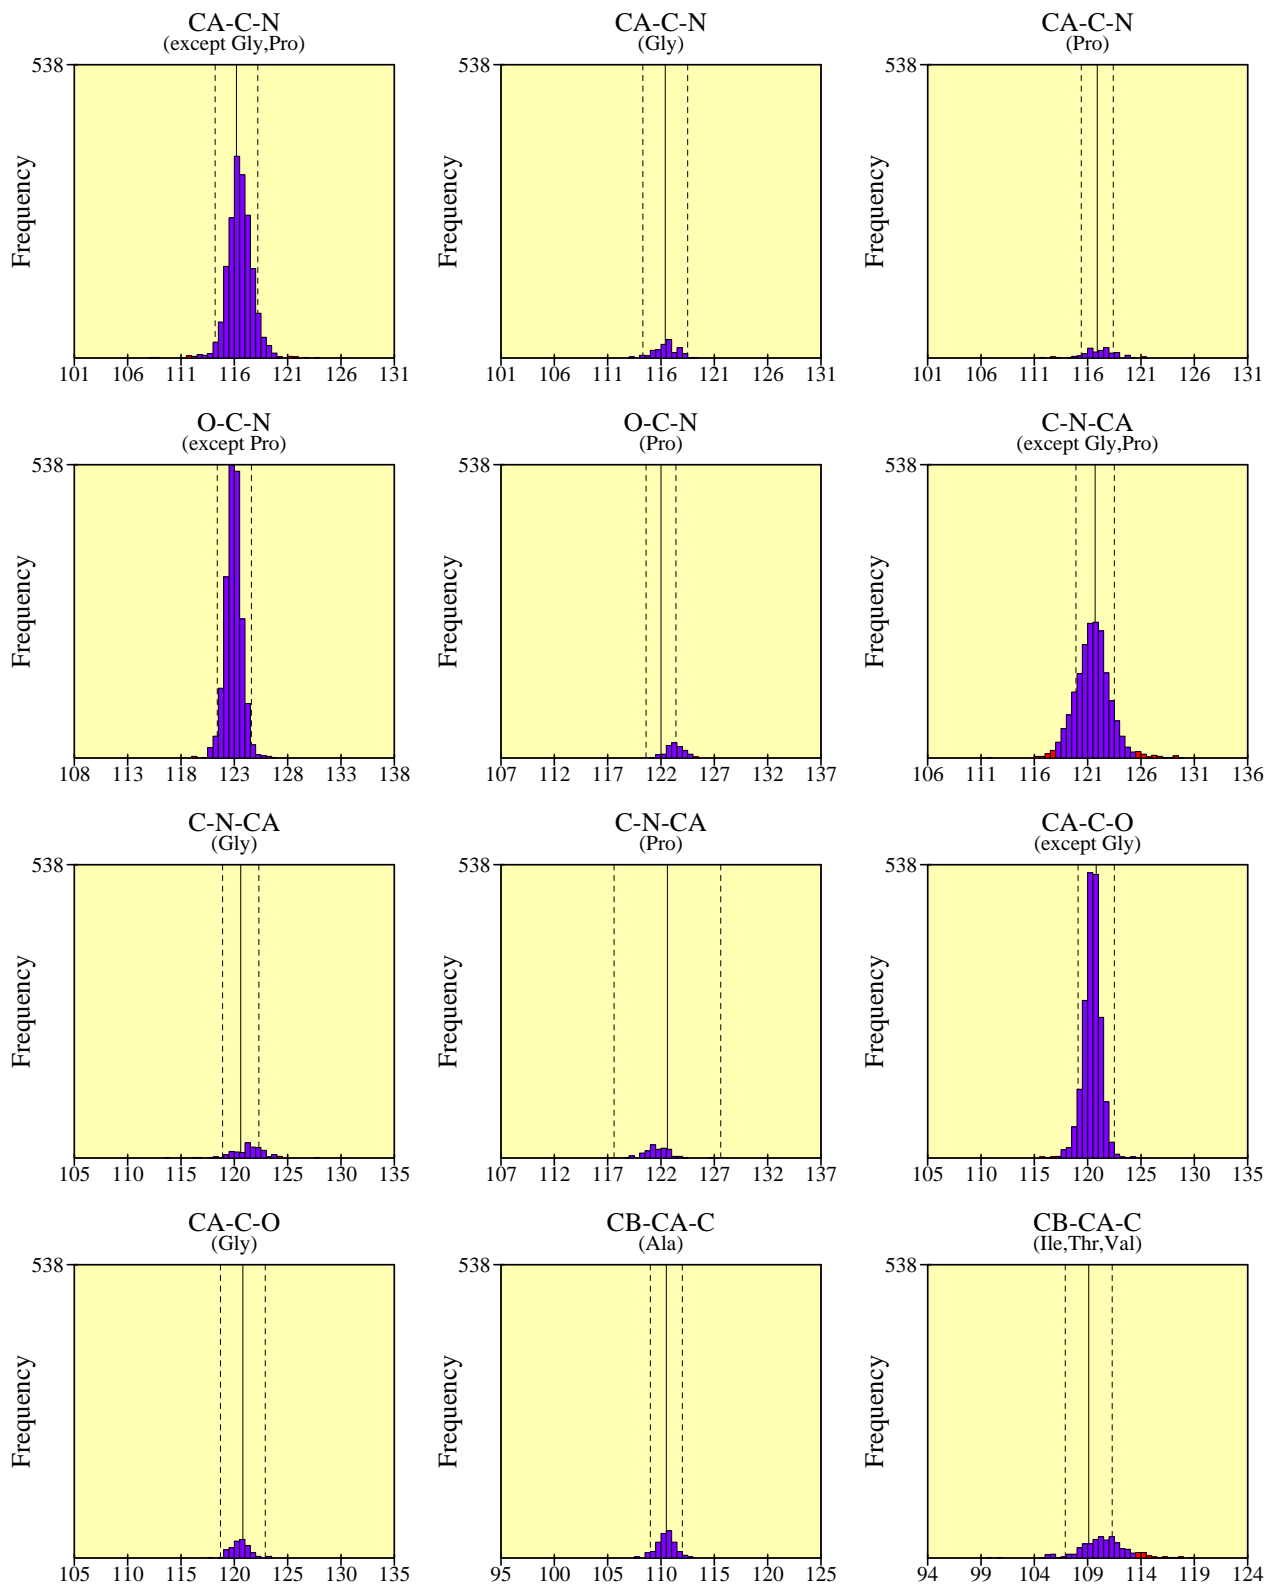 CA-C-N
(except Gly,Pro)
538
Frequency
101 106 111 116 121 126 131
CA-C-N
(Gly)
Frequency
538
101 106 111 116 121 126 131
CA-C-N
(Pro)
Frequency
538
101 106 111 116 121 126 131
O-C-N
(except Pro)
538
Frequency
108 113 118 123 128 133 138
O-C-N
(Pro)
538
Frequency
107 112 117 122 127 132 137
C-N-CA
(except Gly,Pro)
538
Frequency
106 111 116 121 126 131 136
C-N-CA
(Gly)
538
Frequency
105 110 115 120 125 130 135
C-N-CA
(Pro)
538
Frequency
107 112 117 122 127 132 137
CA-C-O
(except Gly)
538
Frequency
105 110 115 120 125 130 135
CA-C-O
(Gly)
538
Frequency
105 110 115 120 125 130 135
CB-CA-C
(Ala)
538
Frequency
95 100 105 110 115 120 125
CB-CA-C
(Ile,Thr,Val)
538
Frequency
94 99 104 109 114 119 124